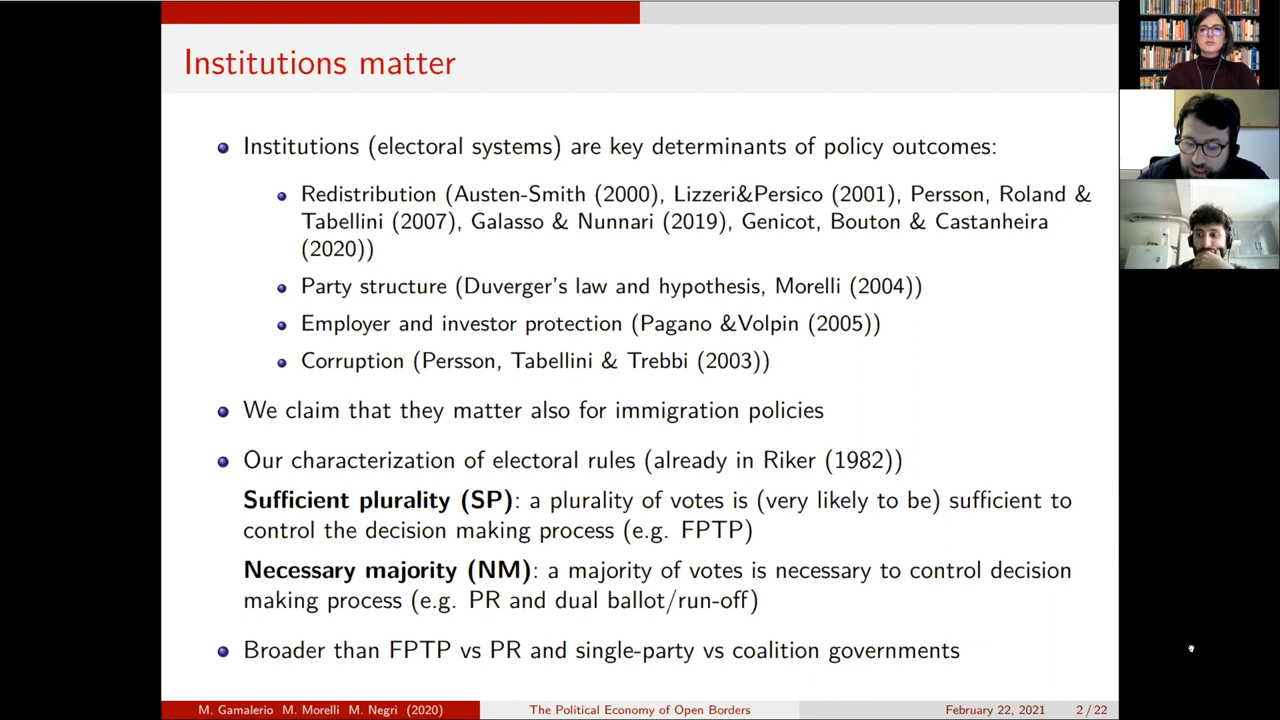 Institutions matter
Institutions (electoral systems) are key determinants of policy outcomes:
Redistribution (Austen-Smith (2000), Lizzeri&Persico (2001), Persson, Roland &
Tabellini (2007), Galasso & Nunnari (2019), Genicot, Bouton & Castanheira
(2020))
Party structure (Duverger's law and hypothesis, Morelli (2004))
Employer and investor protection (Pagano &Volpin (2005))
Corruption (Persson, Tabellini & Trebbi (2003))
We claim that they matter also for immigration policies
Our characterization of electoral rules (already in Riker (1982))
Sufficient plurality (SP): a plurality of votes is (very likely to be) sufficient to
control the decision making process (e.g. FPTP)
Necessary majority (NM): a majority of votes is necessary to control decision
making process (e.g. PR and dual ballot/run-off)
Broader than FPTP vs PR and single-party vs coalition governments
M. Gamalerio M. Morelli M. Negri (2020) The Political Economy of Open Borders February 22, 2021 2 / 22